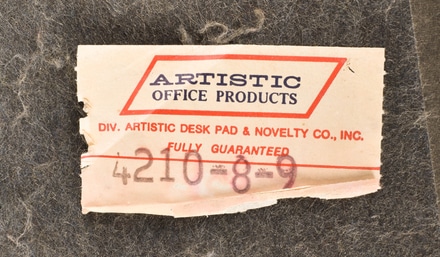 ARTISTIC
OFFICE PRODUCTS
DIV. ARTISTIC DESK PAD & NOVELTY CO., INC.
FULLY GUARANTEED
4210-8-9